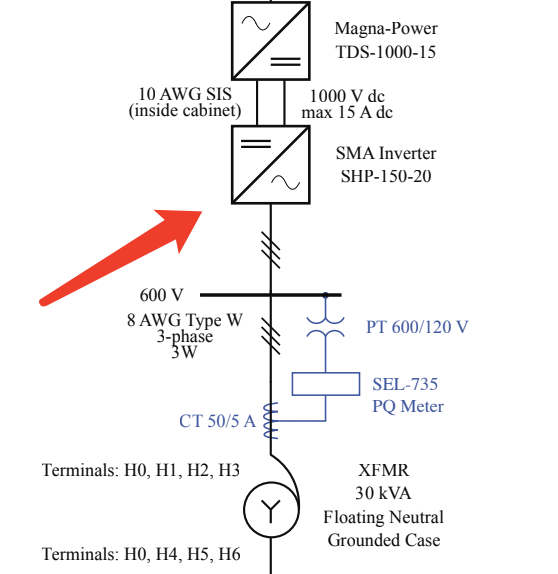 Magna-Power
TDS-1000-15
10 AWG SIS
(inside cabinet)
1000 V dc
max 15 A dc
SMA Inverter
SHP-150-20
600 V
8 AWG Type W
3-phase
3W
PT 600/120 V
SEL-735
PQ Meter
CT 50/5 A
Terminals: H0, H1, H2, H3
XFMR
30 kVA
Floating Neutral
Grounded Case
Y
Terminals: H0, H4, H5, H6